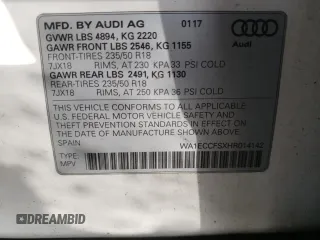 MFD. BY AUDI AG 01/17
GVWR LBS 4894, KG 2220
GAWR FRONT LBS 2546, KG 1155
FRONT-TIRES 235/50 R18
7JX18 RIMS, AT 230 KPA/33 PSI COLD
GAWR REAR LBS 2491, KG 1130
REAR-TIRES 235/50 R18
7JX18 RIMS, AT 250 KPA/36 PSI COLD
THIS VEHICLE CONFORMS TO ALL APPLICABLE
U.S. FEDERAL MOTOR VEHICLE SAFETY AND
THEFT PREVENTION STANDARDS IN EFFECT ON THE
DATE OF MANUFACTURE SHOWN ABOVE.
SPAIN
TYPE:
MPV
Audi
AUTOBIDMASTER
DREAMBID